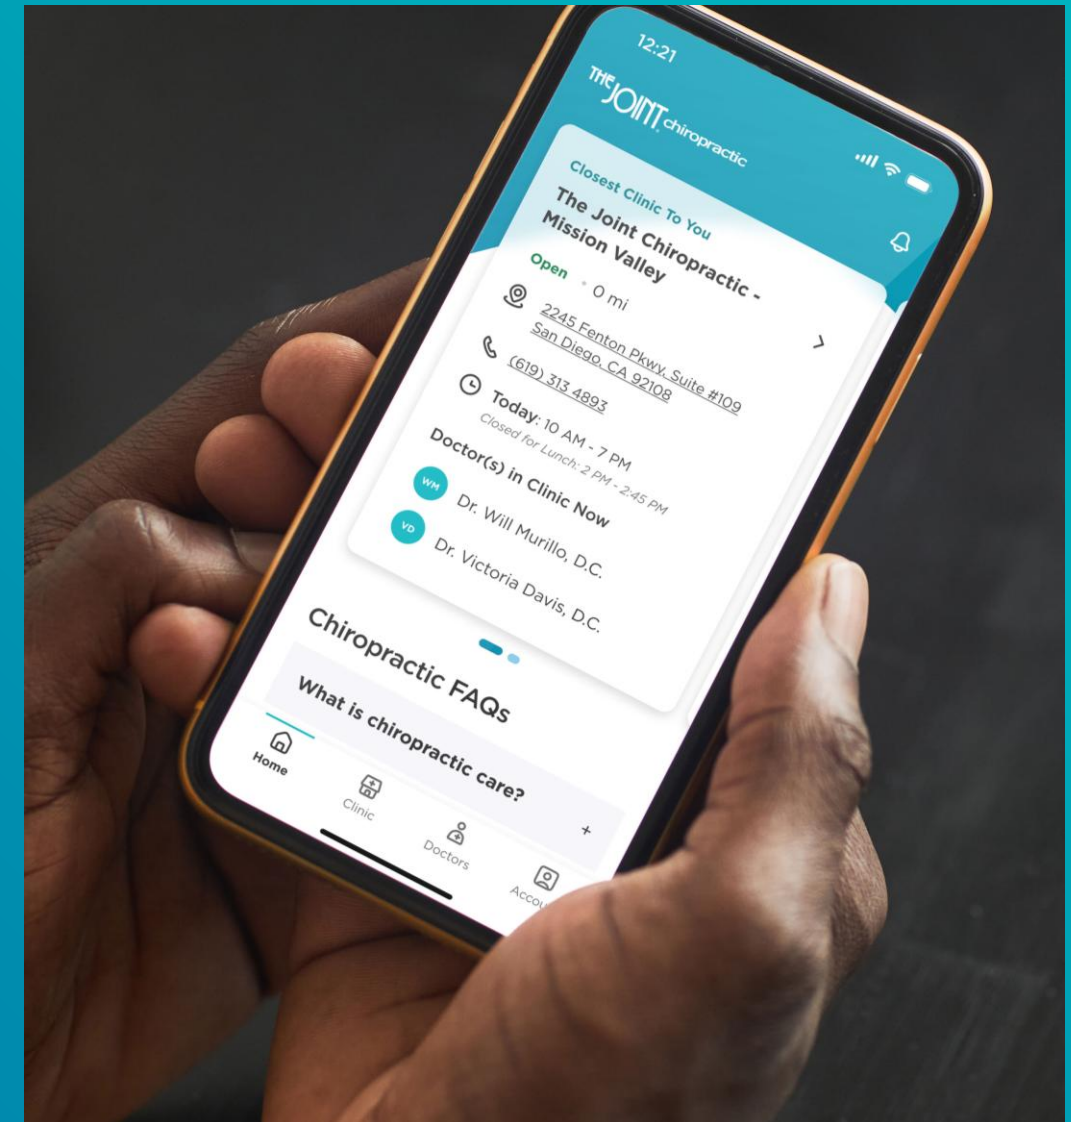 12:21
THE JOINT. chiropractic
Closest Clinic To You
The Joint Chiropractic -
Mission Valley
Open • 0 mi
2245 Fenton Pkwy, Suite #109
San Diego, CA 92108
(619) 313 4893
Today: 10 AM - 7 PM
Closed for Lunch: 2 PM - 2:45 PM
Doctor(s) in Clinic Now
WM Dr. Will Murillo, D.C.
VD Dr. Victoria Davis, D.C.
Chiropractic FAQs
What is chiropractic care? +
Home
Clinic
Doctors
Accou